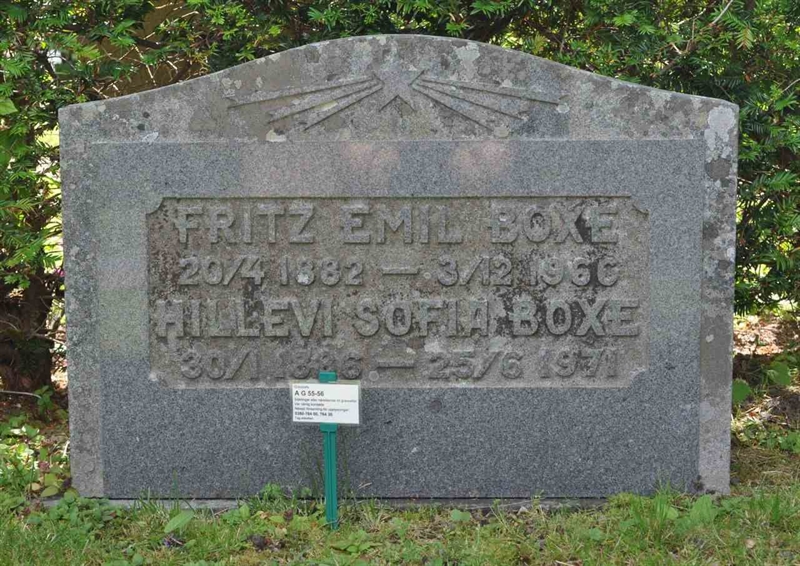 FRITZ EMIL BOXE
20/4 1882 — 3/12 1966
HILLEVI SOFIA BOXE
30/1 1886 — 25/6 1971
A G 55-56